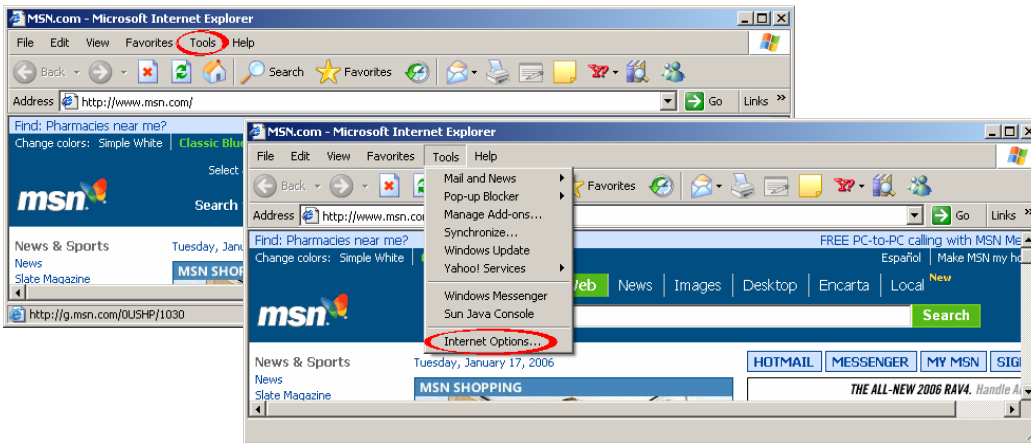 MSN.com - Microsoft Internet Explorer
File Edit View Favorites Tools Help
Back Search Favorites
Address http://www.msn.com/ Go Links »
Find: Pharmacies near me?
Change colors: Simple White Classic Blue
Select
msn
Search
News & Sports Tuesday, Janu
News
Slate Magazine
MSN SHOP
http://g.msn.com/0USHP/1030
MSN.com - Microsoft Internet Explorer
File Edit View Favorites Tools Help
Back Favorites
Address http://www.msn.co Go Links »
Mail and News
Pop-up Blocker
Manage Add-ons...
Synchronize...
Windows Update
Yahoo! Services
Windows Messenger
Sun Java Console
Internet Options...
Find: Pharmacies near me? FREE PC-to-PC calling with MSN Me
Change colors: Simple White Español Make MSN my ho
Web News Images Desktop Encarta Local New
msn
Search
News & Sports Tuesday, January 17, 2006 HOTMAIL MESSENGER MY MSN SIG
News
Slate Magazine
MSN SHOPPING
THE ALL-NEW 2006 RAV4. Handle A